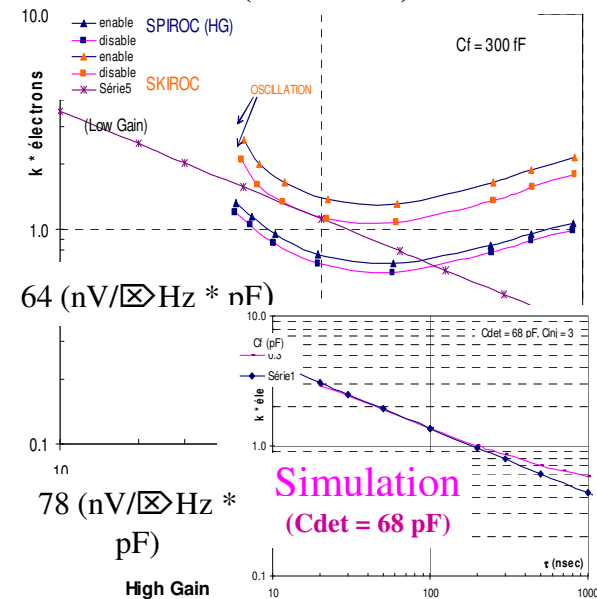 10.0
enable
disable
enable
disable
Série5
SPIROC (HG)
SKIROC
OSCILLATION
Cf = 300 fF
(Low Gain)
k * électrons
1.0
64 (nV/⌧Hz * pF)
0.1
10
78 (nV/⌧Hz *
pF)
High Gain
10.0
Cdet = 68 pF, Cinj = 3
Cf (pF)
0.3
Série1
k * éle
1.0
Simulation
(Cdet = 68 pF)
0.1
τ (nsec)
10
100
1000